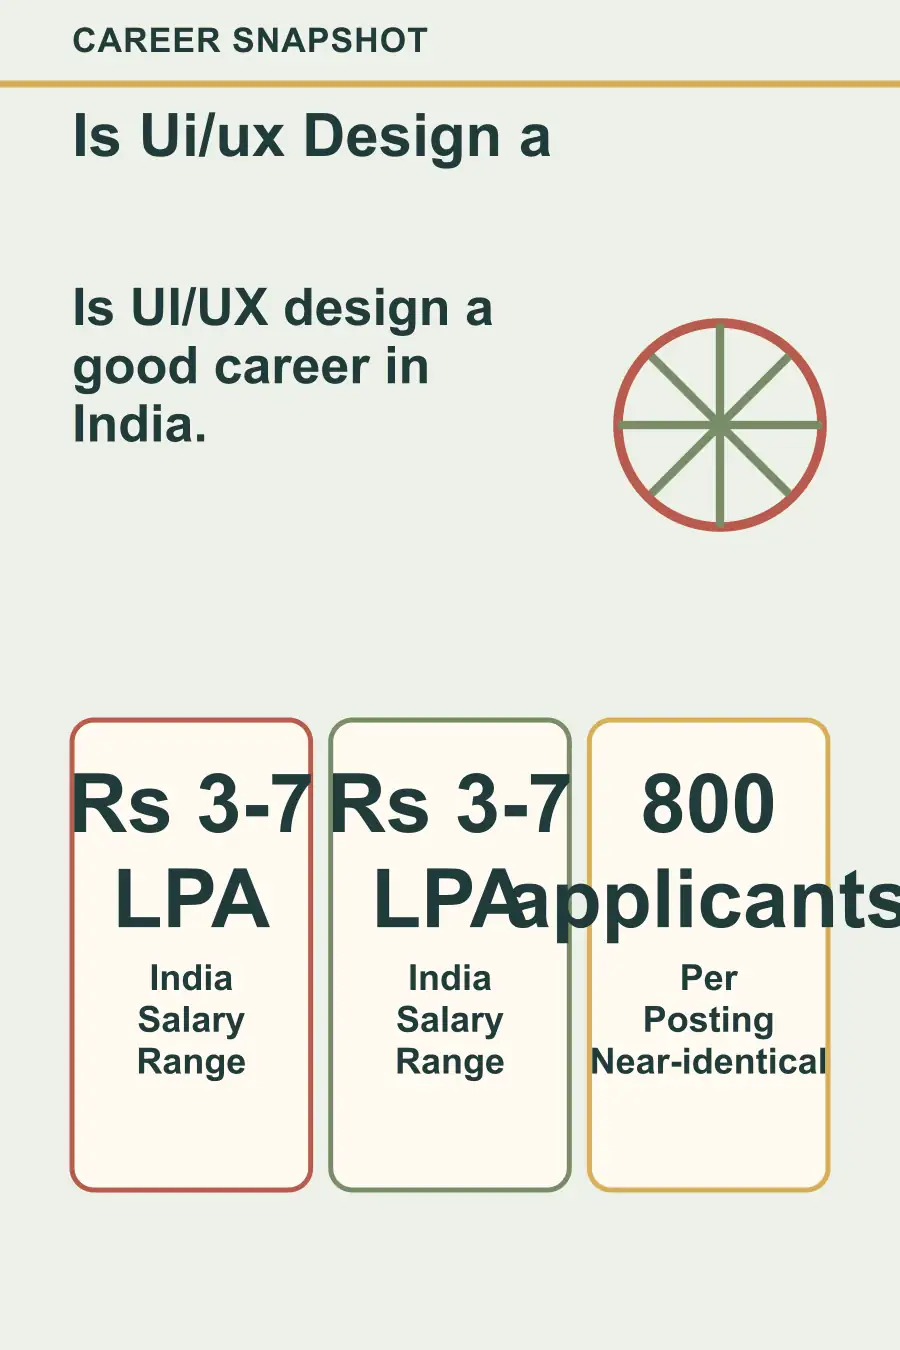 CAREER SNAPSHOT
Is Ui/ux Design a
Is UI/UX design a
good career in
India.
Rs 3-7
LPA
India
Salary
Range
Rs 3-7
LPA
India
Salary
Range
800
applicants
Per
Posting
Near-identical